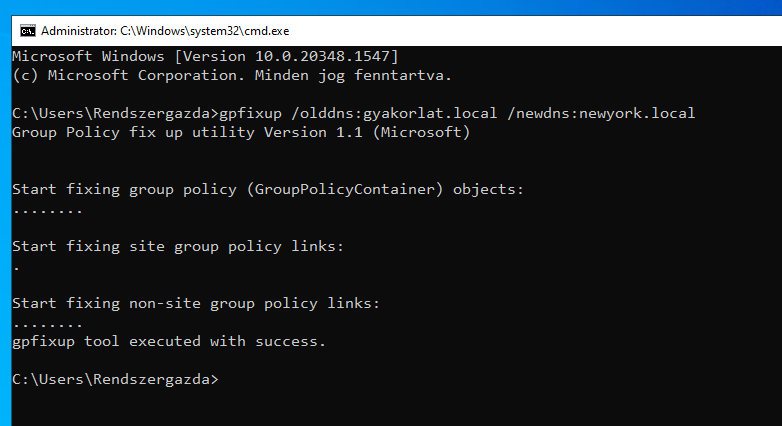 Administrator: C:\Windows\system32\cmd.exe
Microsoft Windows [Version 10.0.20348.1547]
(c) Microsoft Corporation. Minden jog fenntartva.
C:\Users\Rendszergazda>gpfixup /olddns:gyakorlat.local /newdns:newyork.local
Group Policy fix up utility Version 1.1 (Microsoft)
Start fixing group policy (GroupPolicyContainer) objects:
........
Start fixing site group policy links:
.
Start fixing non-site group policy links:
........
gpfixup tool executed with success.
C:\Users\Rendszergazda>